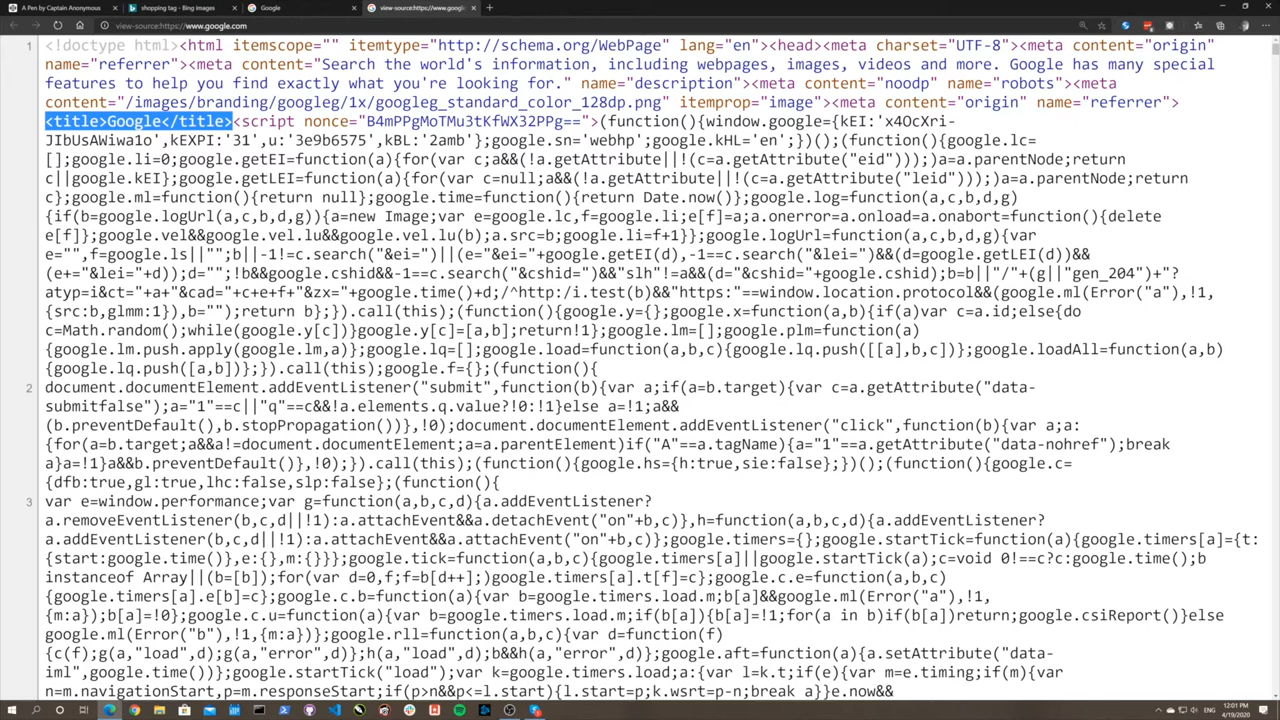 A Pen by Captain Anonymous
shopping tag - Bing images
Google
view-source:https://www.google
view-source:https://www.google.com
1
<!doctype html><html itemscope="" itemtype="http://schema.org/WebPage" lang="en"><head><meta charset="UTF-8"><meta content="origin"
name="referrer"><meta content="Search the world's information, including webpages, images, videos and more. Google has many special
features to help you find exactly what you're looking for." name="description"><meta content="noodp" name="robots"><meta
content="/images/branding/googleg/1x/googleg_standard_color_128dp.png" itemprop="image"><meta content="origin" name="referrer">
<title>Google</title><script nonce="B4mPPgMoTMu3tKfWX32PPg==">(function(){window.google={kEI:'x4OcXri-
JIbUsAWiwa1o',kEXPI:'31',u:'3e9b6575',kBL:'2amb'};google.sn='webhp';google.kHL='en';})();(function(){google.lc=
[];google.li=0;google.getEI=function(a){for(var c;a&&(!a.getAttribute||!(c=a.getAttribute("eid")));)a=a.parentNode;return
c||google.kEI};google.getLEI=function(a){for(var c=null;a&&(!a.getAttribute||!(c=a.getAttribute("leid")));)a=a.parentNode;return
c};google.ml=function(){return null};google.time=function(){return Date.now()};google.log=function(a,c,b,d,g)
{if(b=google.logUrl(a,c,b,d,g)){a=new Image;var e=google.lc,f=google.li;e[f]=a;a.onerror=a.onload=a.onabort=function(){delete
e[f]};google.vel&&google.vel.lu&&google.vel.lu(b);a.src=b;google.li=f+1}};google.logUrl=function(a,c,b,d,g){var
e="",f=google.ls||"";b||-1!=c.search("&ei=")||(e="&ei="+google.getEI(d),-1==c.search("&lei=")&&(d=google.getLEI(d))&&
(e+="&lei="+d));d="";!b&&google.cshid&&-1==c.search("&cshid=")&&"slh"!=a&&(d="&cshid="+google.cshid);b=b||"/"+(g||"gen_204")+"?
atyp=i&ct="+a+"&cad="+c+e+f+"&zx="+google.time()+d;/^http:/i.test(b)&&"https:"==window.location.protocol&&(google.ml(Error("a"),!1,
{src:b,glmm:1}),b="");return b};}).call(this);(function(){google.y={};google.x=function(a,b){if(a)var c=a.id;else{do
c=Math.random();while(google.y[c])}google.y[c]=[a,b];return!1};google.lm=[];google.plm=function(a)
{google.lm.push.apply(google.lm,a)};google.lq=[];google.load=function(a,b,c){google.lq.push([[a],b,c])};google.loadAll=function(a,b)
{google.lq.push([a,b])};}).call(this);google.f={};(function(){
2
document.documentElement.addEventListener("submit",function(b){var a;if(a=b.target){var c=a.getAttribute("data-
submitfalse");a="1"==c||"q"==c&&!a.elements.q.value?!0:!1}else a=!1;a&&
(b.preventDefault(),b.stopPropagation())},!0);document.documentElement.addEventListener("click",function(b){var a;a:
{for(a=b.target;a&&a!=document.documentElement;a=a.parentElement)if("A"==a.tagName){a="1"==a.getAttribute("data-nohref");break
a}a=!1}a&&b.preventDefault()},!0);}).call(this);(function(){google.hs={h:true,sie:false};})();(function(){google.c=
{dfb:true,gl:true,lhc:false,slp:false};(function(){
3
var e=window.performance;var g=function(a,b,c,d){a.addEventListener?
a.removeEventListener(b,c,d||!1):a.attachEvent&&a.detachEvent("on"+b,c)},h=function(a,b,c,d){a.addEventListener?
a.addEventListener(b,c,d||!1):a.attachEvent&&a.attachEvent("on"+b,c)};google.timers={};google.startTick=function(a){google.timers[a]={t:
{start:google.time()},e:{},m:{}}};google.tick=function(a,b,c){google.timers[a]||google.startTick(a);c=void 0!==c?c:google.time();b
instanceof Array||(b=[b]);for(var d=0,f;f=b[d++];)google.timers[a].t[f]=c};google.c.e=function(a,b,c)
{google.timers[a].e[b]=c};google.c.b=function(a){var b=google.timers.load.m;b[a]&&google.ml(Error("a"),!1,
{m:a});b[a]=!0};google.c.u=function(a){var b=google.timers.load.m;if(b[a]){b[a]=!1;for(a in b)if(b[a])return;google.csiReport()}else
google.ml(Error("b"),!1,{m:a})};google.rll=function(a,b,c){var d=function(f)
{c(f);g(a,"load",d);g(a,"error",d)};h(a,"load",d);b&&h(a,"error",d)};google.aft=function(a){a.setAttribute("data-
iml",google.time())};google.startTick("load");var k=google.timers.load;a:{var l=k.t;if(e){var m=e.timing;if(m){var
n=m.navigationStart,p=m.responseStart;if(p>n&&p<=l.start){l.start=p;k.wsrt=p-n;break a}}e.now&&
ENG
12:01 PM
4/19/2020